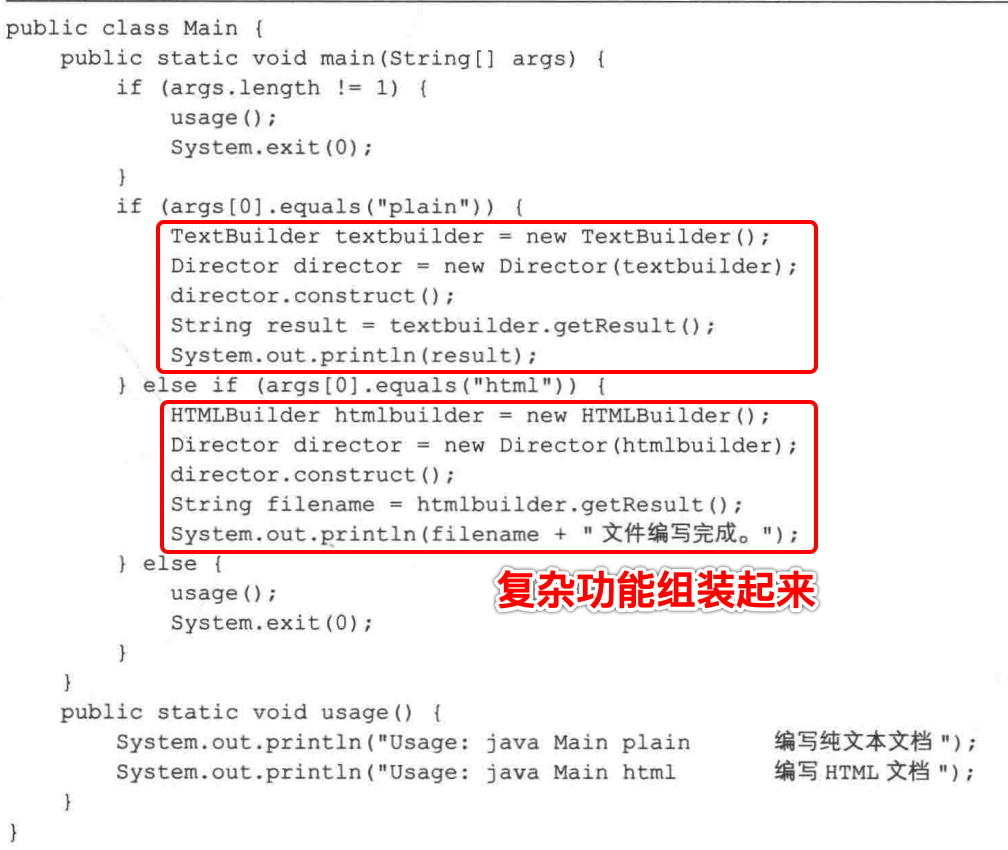 public class Main {
    public static void main(String[] args) {
        if (args.length != 1) {
            usage();
            System.exit(0);
        }
        if (args[0].equals("plain")) {
            TextBuilder textbuilder = new TextBuilder();
            Director director = new Director(textbuilder);
            director.construct();
            String result = textbuilder.getResult();
            System.out.println(result);
        } else if (args[0].equals("html")) {
            HTMLBuilder htmlbuilder = new HTMLBuilder();
            Director director = new Director(htmlbuilder);
            director.construct();
            String filename = htmlbuilder.getResult();
            System.out.println(filename + "文件编写完成。");
        } else {
复杂功能组装起来
            usage();
            System.exit(0);
        }
    }
    public static void usage() {
        System.out.println("Usage: java Main plain      编写纯文本文档");
        System.out.println("Usage: java Main html       编写HTML文档");
    }
}